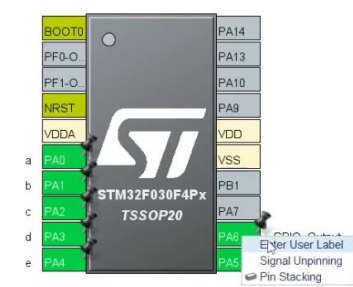 BOOT0 PA14
PF0-O... PA13
PF1-O... PA10
NRST PA9
VDDA VDD
a PA0 VSS
b PA1 STM32F030F4Px PB1
c PA2 TSSOP20 PA7
d PA3 PA6 GPIO_Output
Enter User Label
e PA4 PA5 Signal Unpinning
Pin Stacking